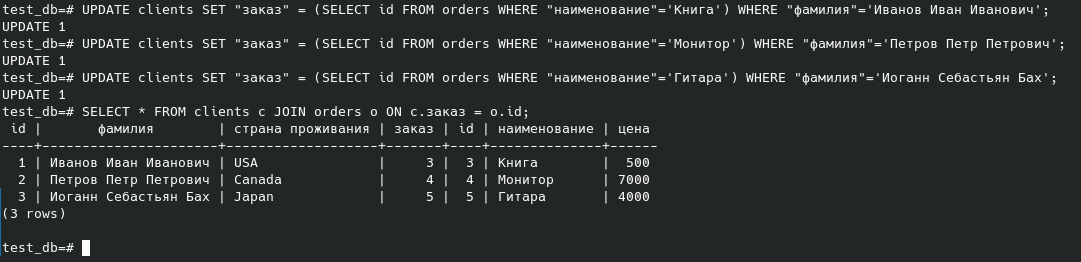 test_db=# UPDATE clients SET "заказ" = (SELECT id FROM orders WHERE "наименование"='Книга') WHERE "фамилия"='Иванов Иван Иванович';
UPDATE 1
test_db=# UPDATE clients SET "заказ" = (SELECT id FROM orders WHERE "наименование"='Монитор') WHERE "фамилия"='Петров Петр Петрович';
UPDATE 1
test_db=# UPDATE clients SET "заказ" = (SELECT id FROM orders WHERE "наименование"='Гитара') WHERE "фамилия"='Иоганн Себастьян Бах';
UPDATE 1
test_db=# SELECT * FROM clients c JOIN orders o ON c.заказ = o.id;
 id |       фамилия        | страна проживания | заказ | id | наименование | цена
----+----------------------+-------------------+-------+----+--------------+------
  1 | Иванов Иван Иванович | USA               |     3 |  3 | Книга        |  500
  2 | Петров Петр Петрович | Canada            |     4 |  4 | Монитор      | 7000
  3 | Иоганн Себастьян Бах | Japan             |     5 |  5 | Гитара       | 4000
(3 rows)
test_db=#